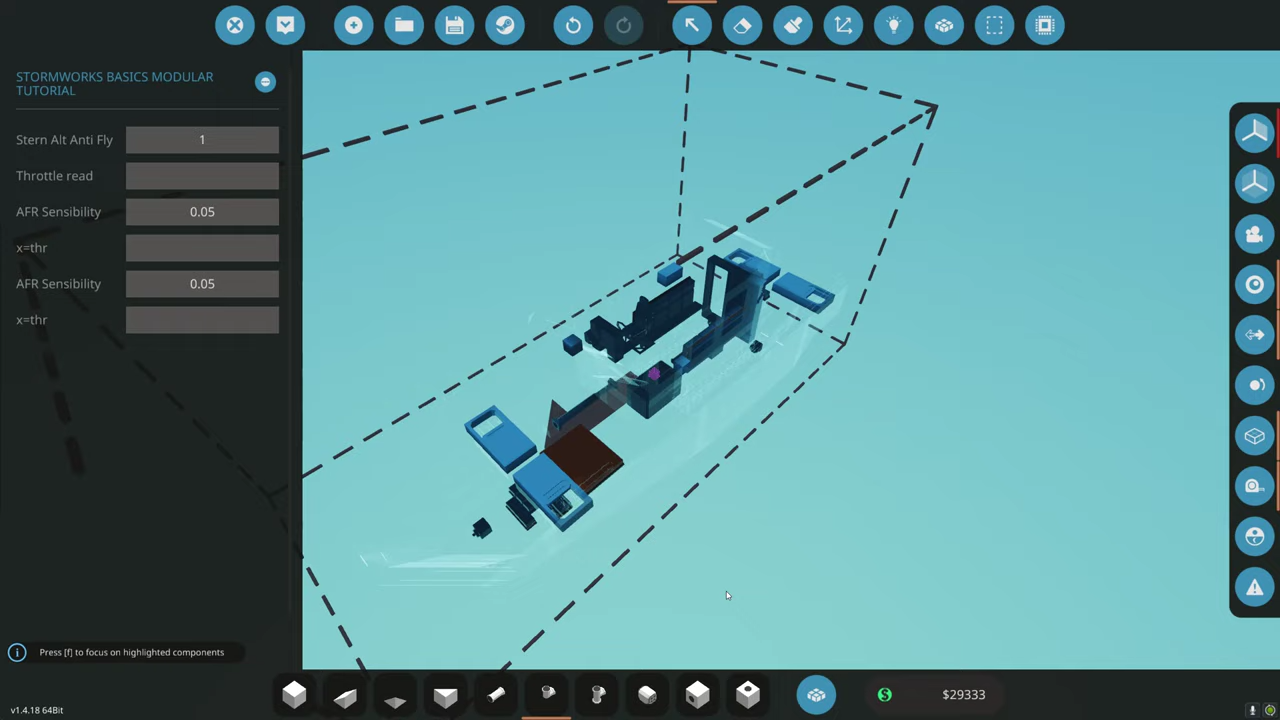 STORMWORKS BASICS MODULAR
TUTORIAL
Stern Alt Anti Fly 1
Throttle read
AFR Sensibility 0.05
x=thr
AFR Sensibility 0.05
x=thr
Press [f] to focus on highlighted components
$29333
v1.4.18 64Bit